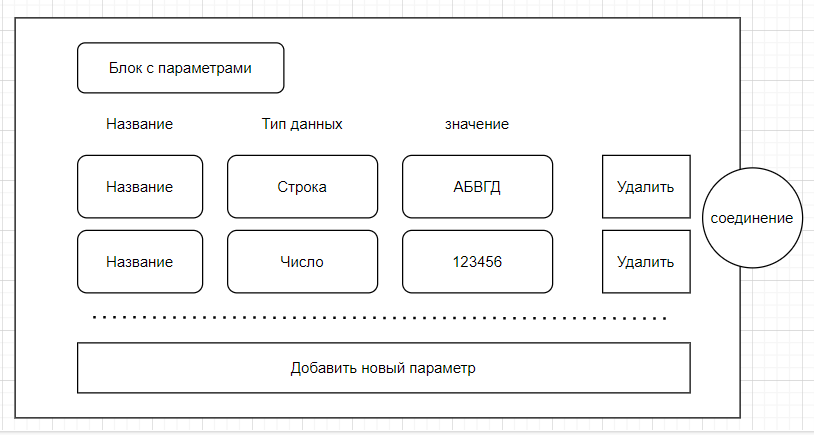 Блок с параметрами
Название Тип данных значение
Название Строка АБВГД Удалить
соединение
Название Число 123456 Удалить
Добавить новый параметр